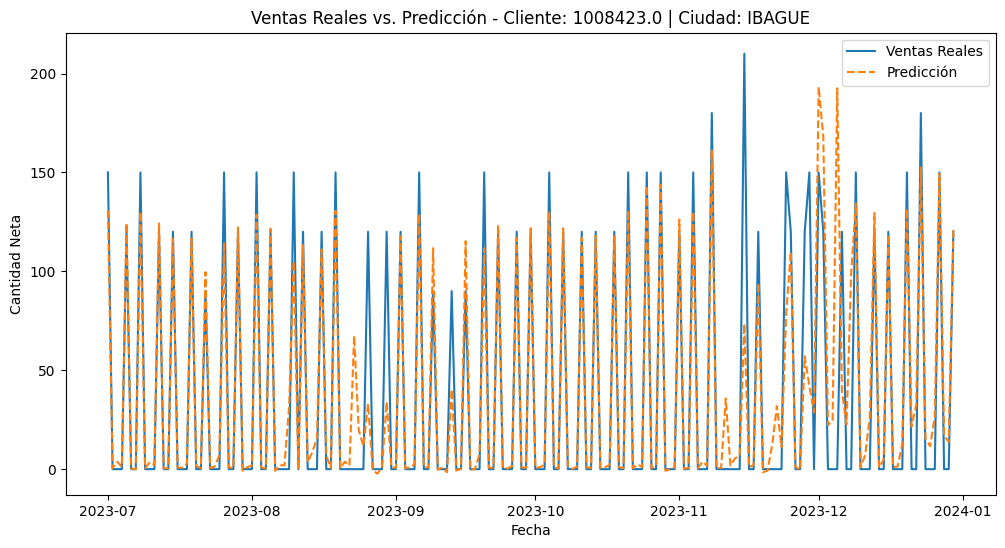 Ventas Reales vs. Predicción - Cliente: 1008423.0 | Ciudad: IBAGUE
Ventas Reales
Predicción
200
150
100
50
0
Cantidad Neta
2023-07 2023-08 2023-09 2023-10 2023-11 2023-12 2024-01
Fecha